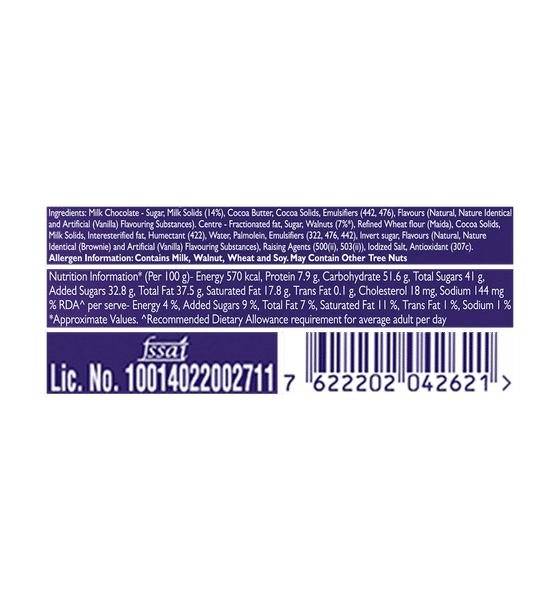 Ingredients: Milk Chocolate - Sugar, Milk Solids (14%), Cocoa Butter, Cocoa Solids, Emulsifiers (442, 476), Flavours (Natural, Nature Identical
and Artificial (Vanilla) Flavouring Substances). Centre - Fractionated fat, Sugar, Walnuts (7%*), Refined Wheat flour (Maida), Cocoa Solids,
Milk Solids, Interesterified fat, Humectant (422), Water, Palmolein, Emulsifiers (322, 476, 442), Invert sugar, Flavours (Natural, Nature
Identical (Brownie) and Artificial (Vanilla) Flavouring Substances), Raising Agents (500(ii), 503(ii)), Iodized Salt, Antioxidant (307c).
Allergen Information: Contains Milk, Walnut, Wheat and Soy. May Contain Other Tree Nuts
Nutrition Information* (Per 100 g)- Energy 570 kcal, Protein 7.9 g, Carbohydrate 51.6 g, Total Sugars 41 g,
Added Sugars 32.8 g, Total Fat 37.5 g, Saturated Fat 17.8 g, Trans Fat 0.1 g, Cholesterol 18 mg, Sodium 144 mg
% RDA^ per serve- Energy 4 %, Added Sugars 9 %, Total Fat 7 %, Saturated Fat 11 %, Trans Fat 1 %, Sodium 1 %
*Approximate Values. ^Recommended Dietary Allowance requirement for average adult per day
fssai
Lic. No. 10014022002711
7 622202 042621 >